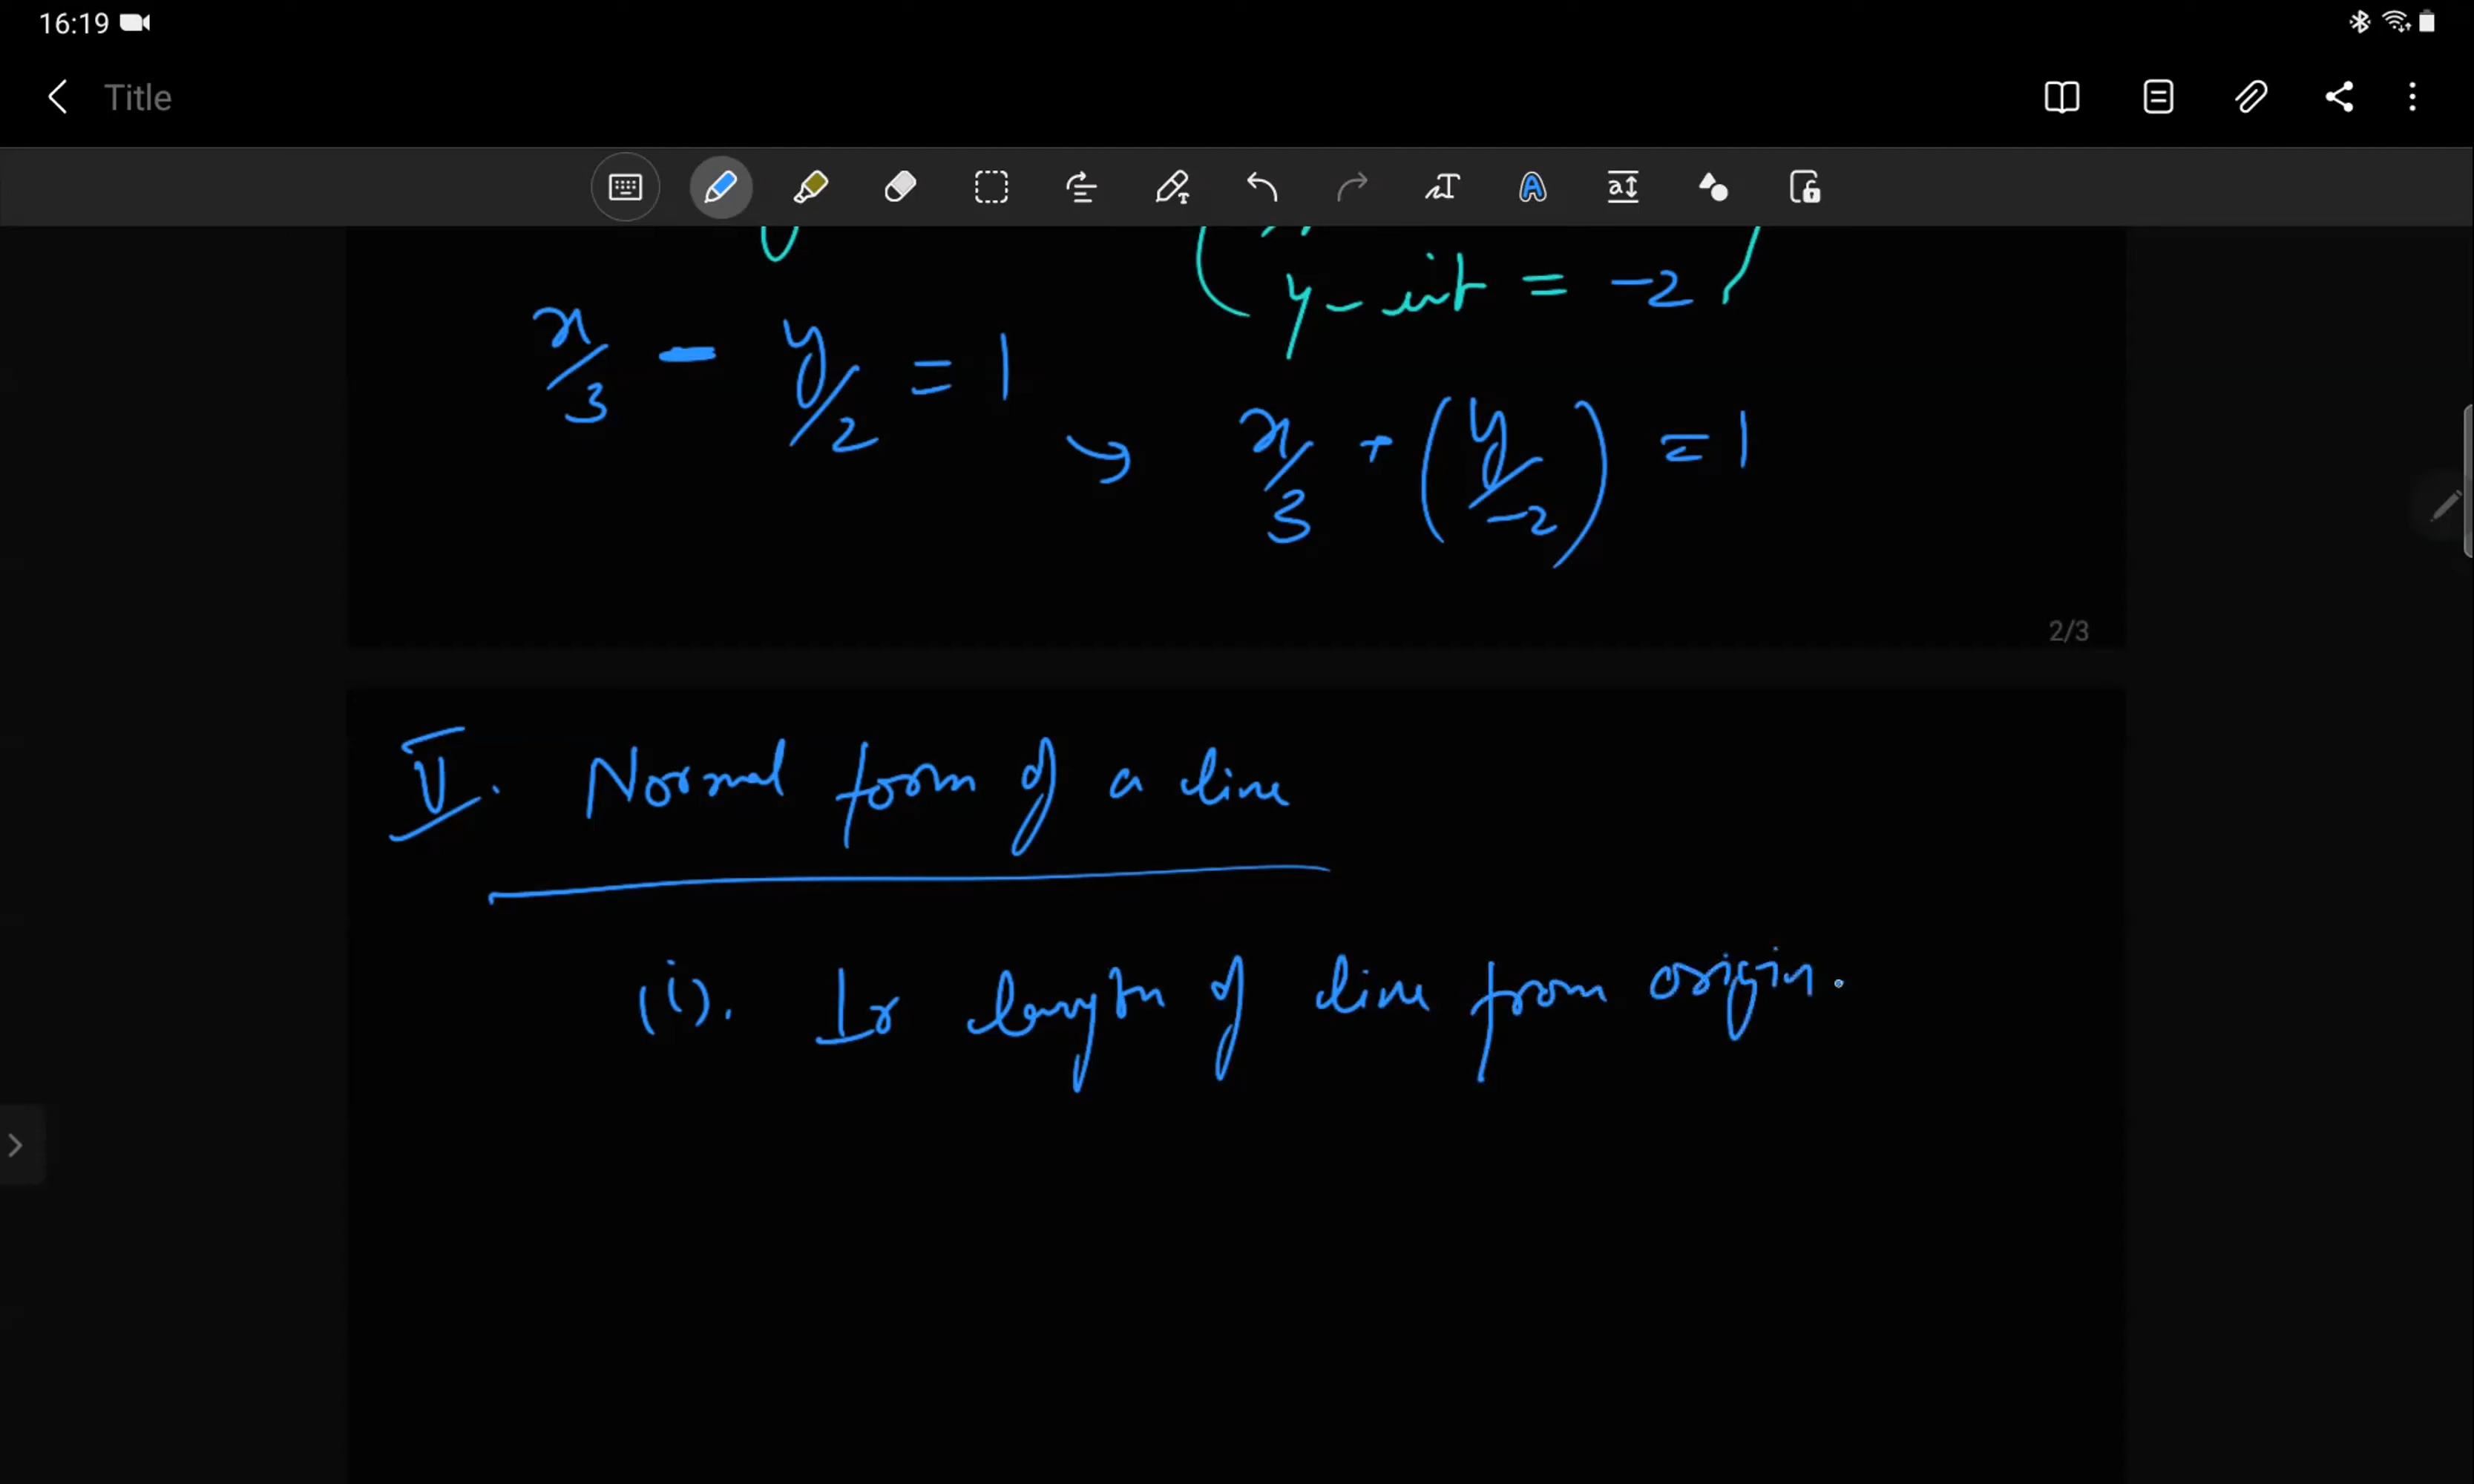 16:19
Title
y-int = -2
x/3 - y/2 = 1
→ x/3 + (y/-2) = 1
2/3
V. Normal form of a line
(i). ⊥r length of line from origin.